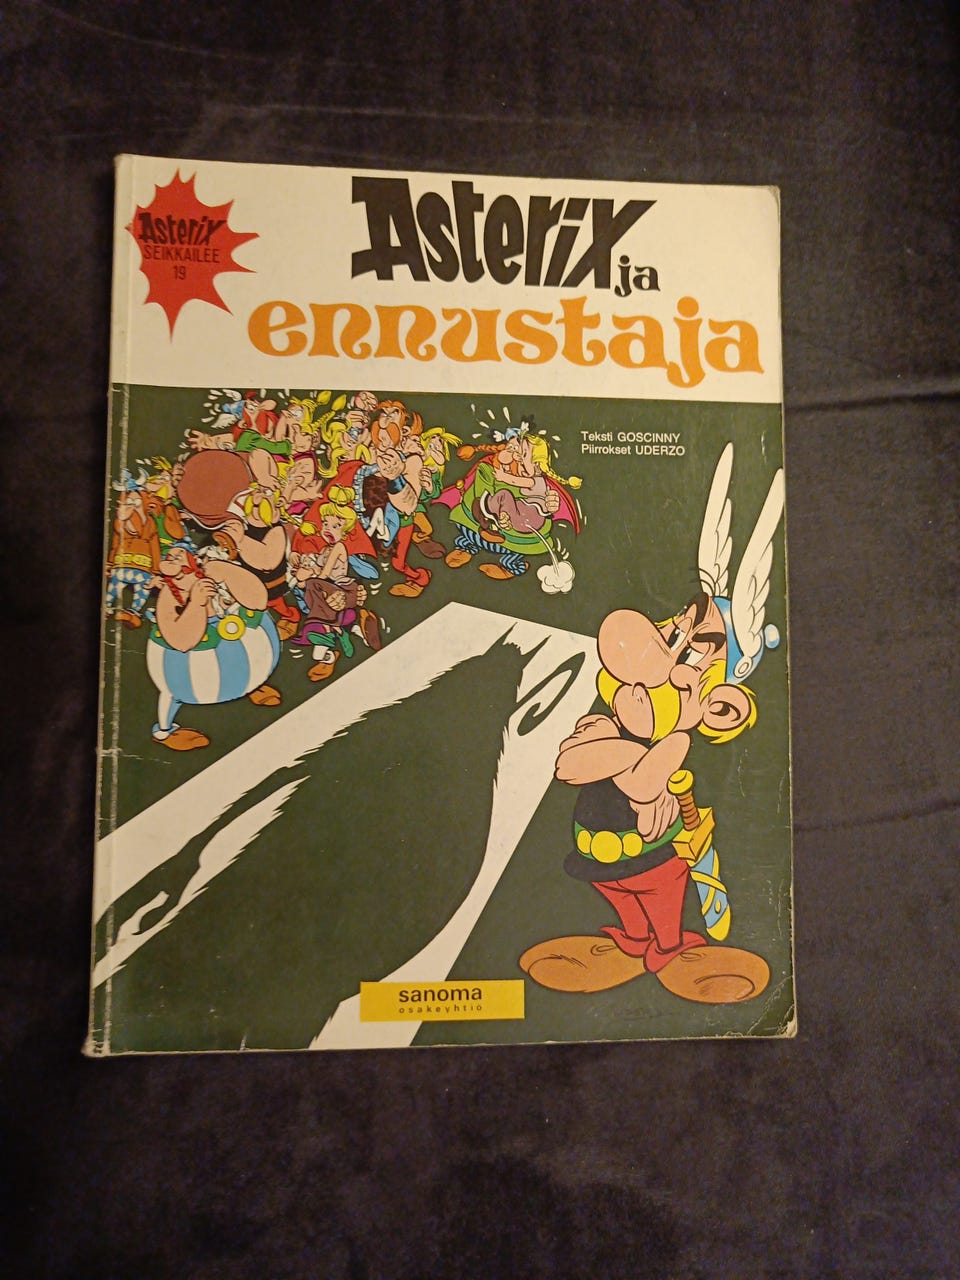 Asterix
SEIKKAILEE
19
Asterix ja
ennustaja
Teksti GOSCINNY
Piirrokset UDERZO
sanoma
osakeyhtiö